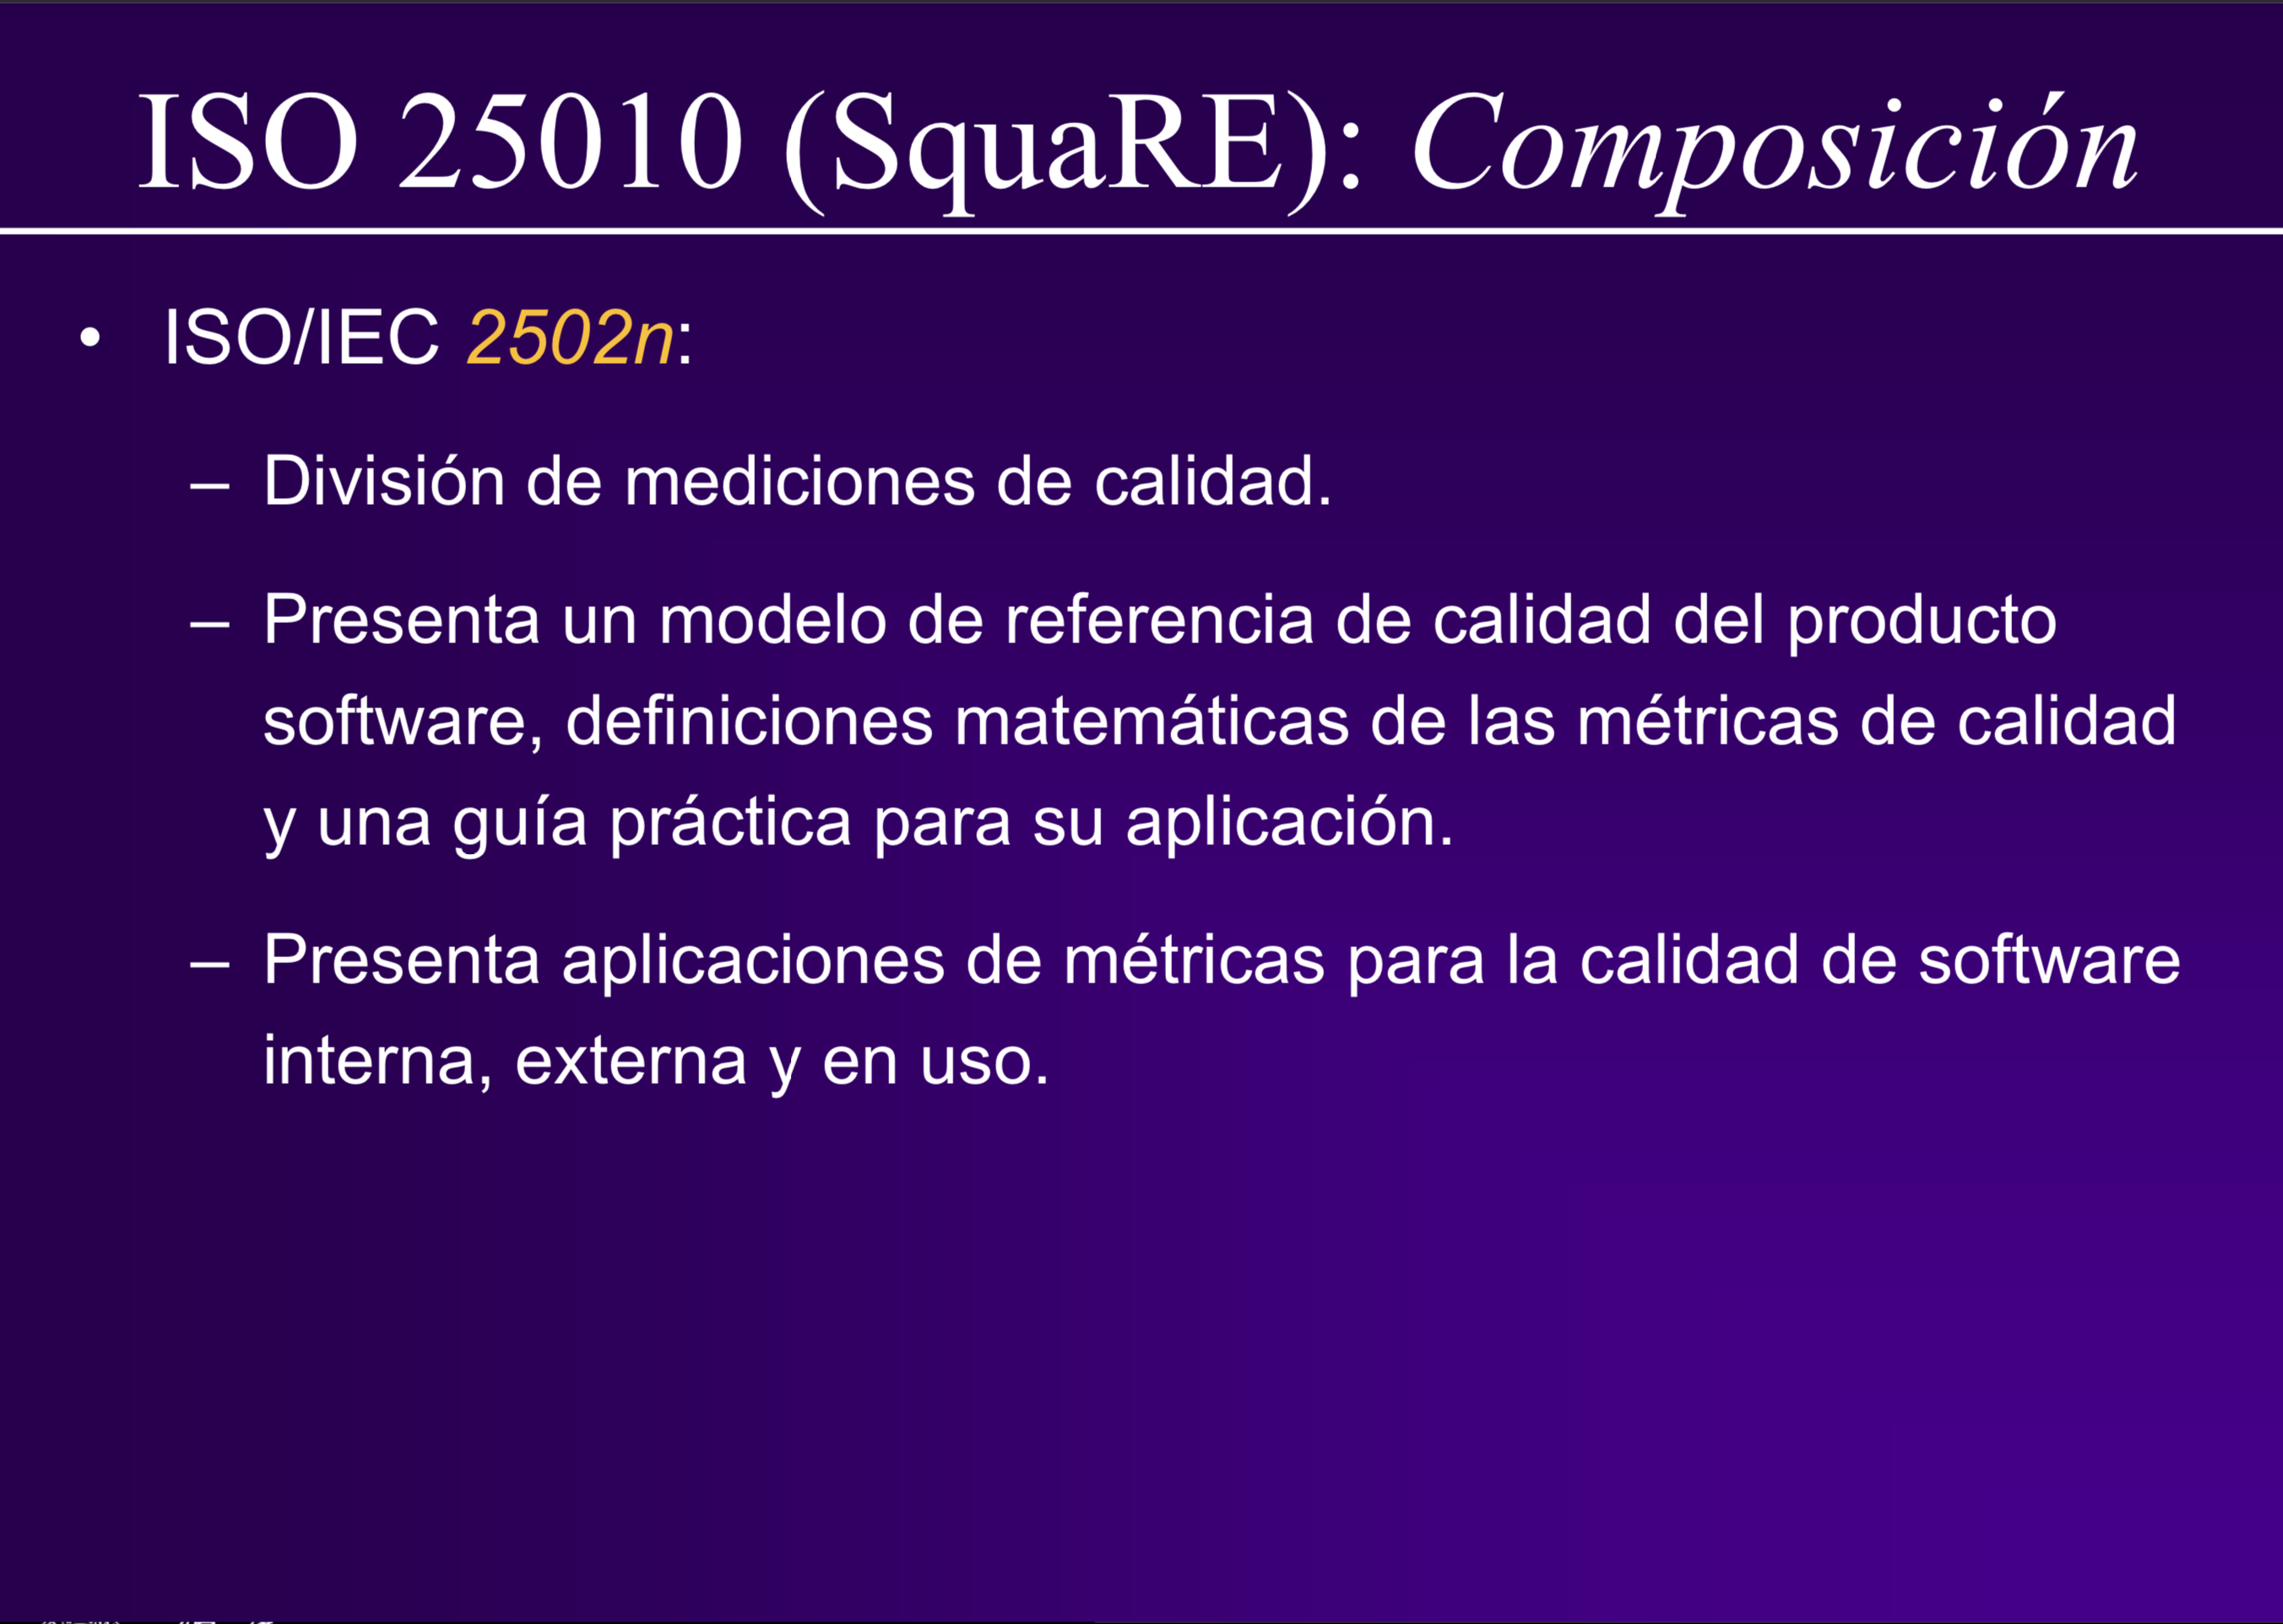 ISO 25010 (SquaRE): Composición
• ISO/IEC 2502n:
– División de mediciones de calidad.
– Presenta un modelo de referencia de calidad del producto
software, definiciones matemáticas de las métricas de calidad
y una guía práctica para su aplicación.
– Presenta aplicaciones de métricas para la calidad de software
interna, externa y en uso.